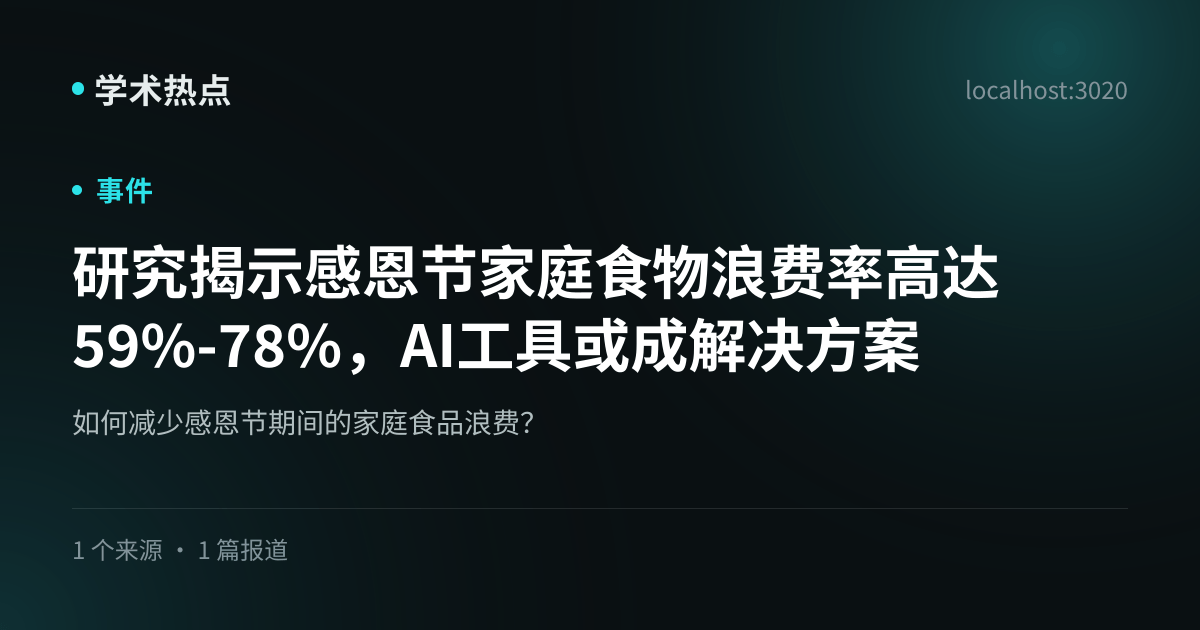 学术热点
localhost:3020
事件
研究揭示感恩节家庭食物浪费率高达
59%-78%，AI工具或成解决方案
如何减少感恩节期间的家庭食品浪费？
1 个来源 · 1 篇报道